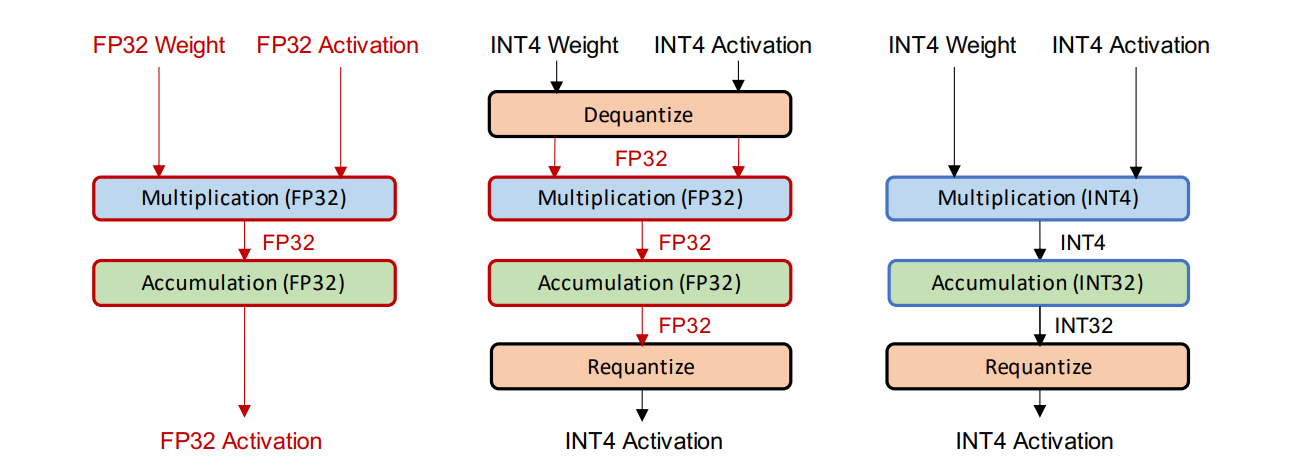 FP32 Weight
FP32 Activation
Multiplication (FP32)
FP32
Accumulation (FP32)
FP32 Activation
INT4 Weight
INT4 Activation
Dequantize
FP32
Multiplication (FP32)
FP32
Accumulation (FP32)
FP32
Requantize
INT4 Activation
INT4 Weight
INT4 Activation
Multiplication (INT4)
INT4
Accumulation (INT32)
INT32
Requantize
INT4 Activation